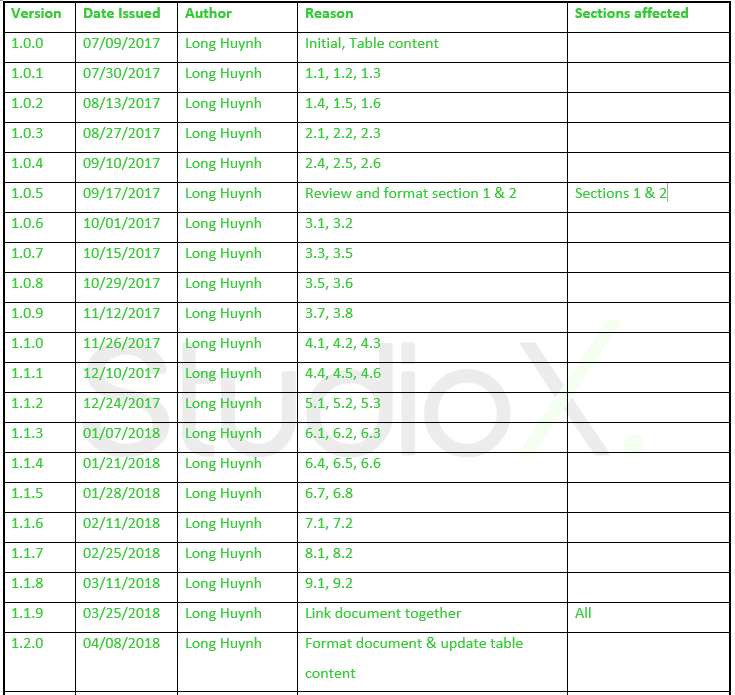 Version Date Issued Author Reason Sections affected
1.0.0 07/09/2017 Long Huynh Initial, Table content
1.0.1 07/30/2017 Long Huynh 1.1, 1.2, 1.3
1.0.2 08/13/2017 Long Huynh 1.4, 1.5, 1.6
1.0.3 08/27/2017 Long Huynh 2.1, 2.2, 2.3
1.0.4 09/10/2017 Long Huynh 2.4, 2.5, 2.6
1.0.5 09/17/2017 Long Huynh Review and format section 1 & 2 Sections 1 & 2
1.0.6 10/01/2017 Long Huynh 3.1, 3.2
1.0.7 10/15/2017 Long Huynh 3.3, 3.5
1.0.8 10/29/2017 Long Huynh 3.5, 3.6
1.0.9 11/12/2017 Long Huynh 3.7, 3.8
1.1.0 11/26/2017 Long Huynh 4.1, 4.2, 4.3
1.1.1 12/10/2017 Long Huynh 4.4, 4.5, 4.6
StudioX.
1.1.2 12/24/2017 Long Huynh 5.1, 5.2, 5.3
1.1.3 01/07/2018 Long Huynh 6.1, 6.2, 6.3
1.1.4 01/21/2018 Long Huynh 6.4, 6.5, 6.6
1.1.5 01/28/2018 Long Huynh 6.7, 6.8
1.1.6 02/11/2018 Long Huynh 7.1, 7.2
1.1.7 02/25/2018 Long Huynh 8.1, 8.2
1.1.8 03/11/2018 Long Huynh 9.1, 9.2
1.1.9 03/25/2018 Long Huynh Link document together All
1.2.0 04/08/2018 Long Huynh Format document & update table
content